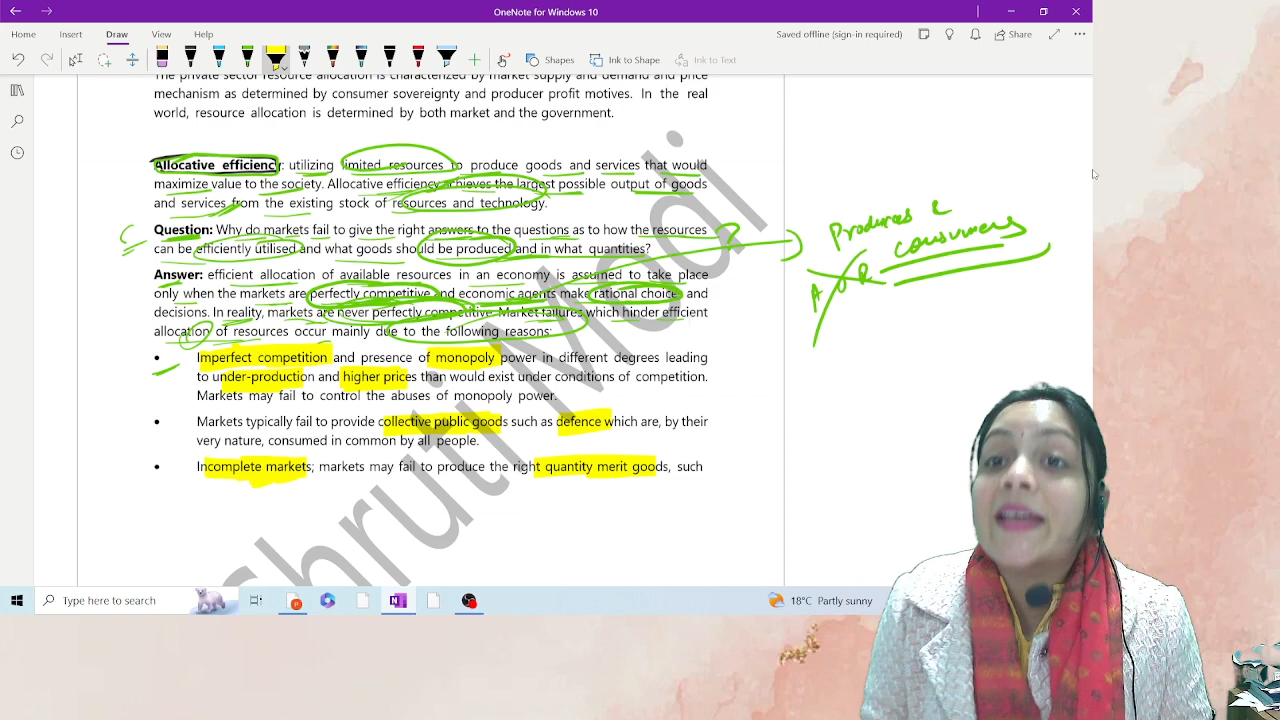 OneNote for Windows 10
Home Insert Draw View Help
Saved offline (sign-in required)
Share
Shapes
Ink to Shape
Ink to Text
The private sector resource allocation is characterized by market supply and demand and price
mechanism as determined by consumer sovereignty and producer profit motives. In the real
world, resource allocation is determined by both market and the government.
Allocative efficiency: utilizing limited resources to produce goods and services that would
maximize value to the society. Allocative efficiency achieves the largest possible output of goods
and services from the existing stock of resources and technology.
Question: Why do markets fail to give the right answers to the questions as to how the resources
can be efficiently utilised and what goods should be produced and in what quantities?
Answer: efficient allocation of available resources in an economy is assumed to take place
only when the markets are perfectly competitive and economic agents make rational choice and
decisions. In reality, markets are never perfectly competitive. Market failures which hinder efficient
allocation of resources occur mainly due to the following reasons:
• Imperfect competition and presence of monopoly power in different degrees leading
to under-production and higher prices than would exist under conditions of competition.
Markets may fail to control the abuses of monopoly power.
• Markets typically fail to provide collective public goods such as defence which are, by their
very nature, consumed in common by all people.
• Incomplete markets; markets may fail to produce the right quantity merit goods, such
consumers
Shruti Modi
Type here to search
18°C Partly sunny